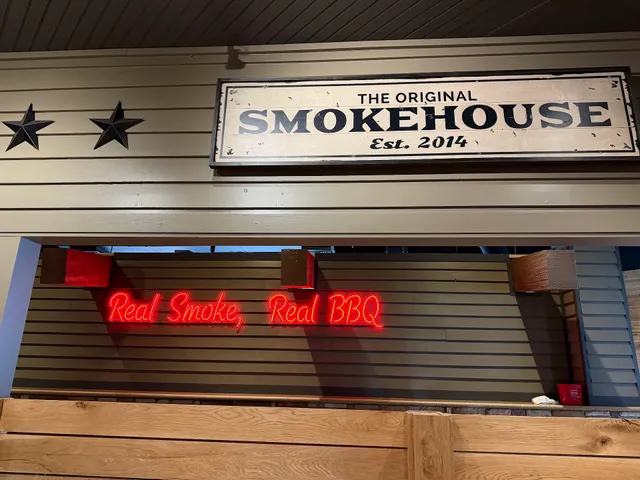 THE ORIGINAL
SMOKEHOUSE
Est. 2014
Real Smoke, Real BBQ